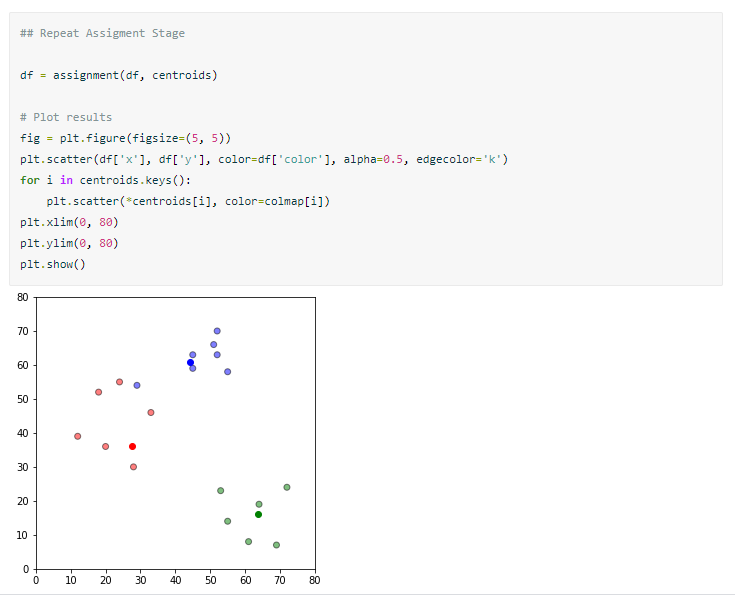 ## Repeat Assigment Stage
df = assignment(df, centroids)
# Plot results
fig = plt.figure(figsize=(5, 5))
plt.scatter(df['x'], df['y'], color=df['color'], alpha=0.5, edgecolor='k')
for i in centroids.keys():
    plt.scatter(*centroids[i], color=colmap[i])
plt.xlim(0, 80)
plt.ylim(0, 80)
plt.show()
80
70
60
50
40
30
20
10
0
0 10 20 30 40 50 60 70 80